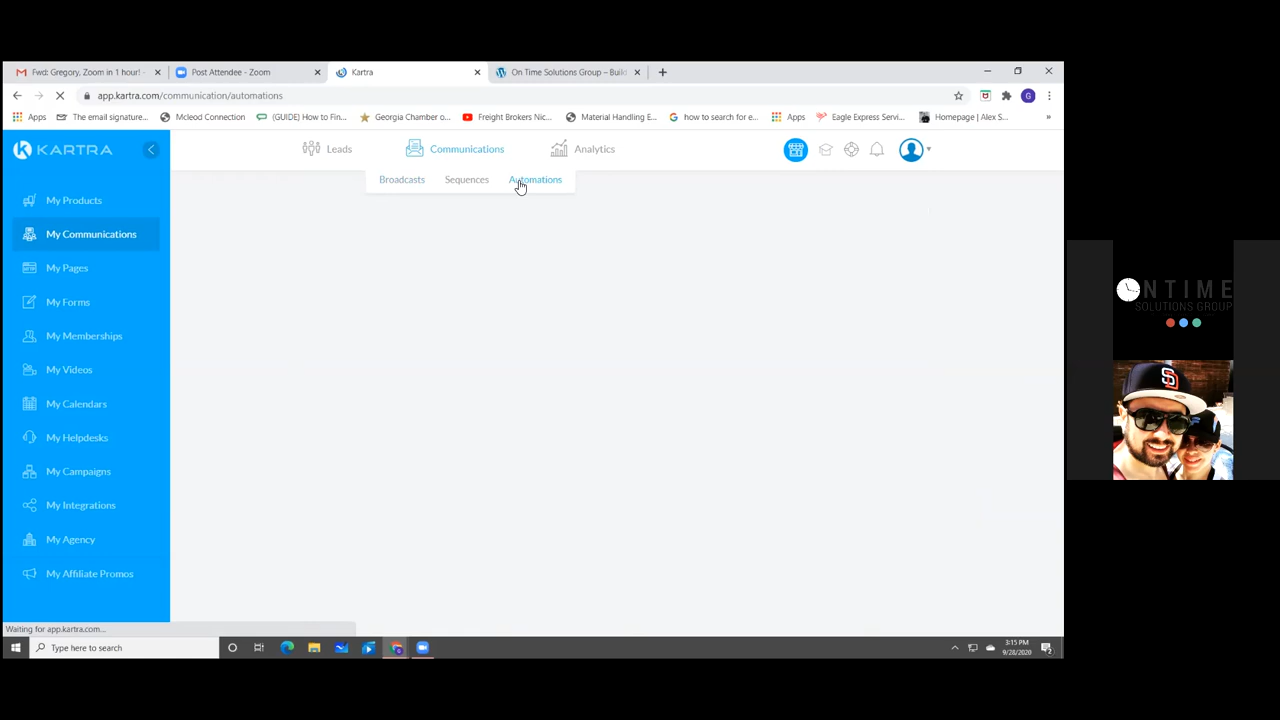 Fwd: Gregory, Zoom in 1 hour! -
Post Attendee - Zoom
Kartra
On Time Solutions Group – Build
app.kartra.com/communication/automations
G
Apps
The email signature...
Mcleod Connection
(GUIDE) How to Fin...
Georgia Chamber o...
Freight Brokers Nic...
Material Handling E...
how to search for e...
Apps
Eagle Express Servi...
Homepage | Alex S...
KARTRA
Leads
Communications
Analytics
Broadcasts
Sequences
Automations
My Products
My Communications
My Pages
My Forms
My Memberships
My Videos
My Calendars
My Helpdesks
My Campaigns
My Integrations
My Agency
My Affiliate Promos
Waiting for app.kartra.com...
Type here to search
3:15 PM
9/28/2020
2
NTIME
SOLUTIONS GROUP
SD